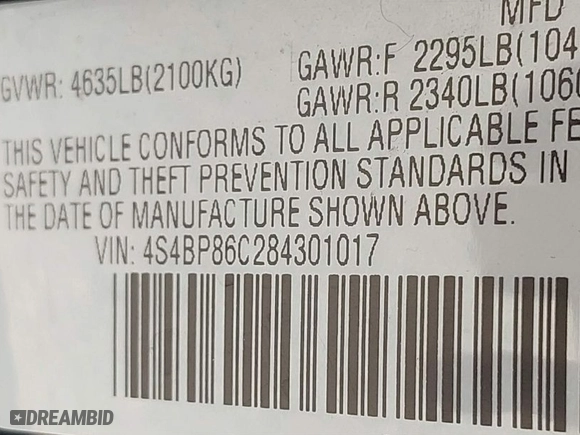 MFD
GVWR: 4635LB(2100KG) GAWR:F 2295LB(104
GAWR:R 2340LB(106
THIS VEHICLE CONFORMS TO ALL APPLICABLE FE
SAFETY AND THEFT PREVENTION STANDARDS IN
THE DATE OF MANUFACTURE SHOWN ABOVE.
VIN: 4S4BP86C284301017
DREAMBID